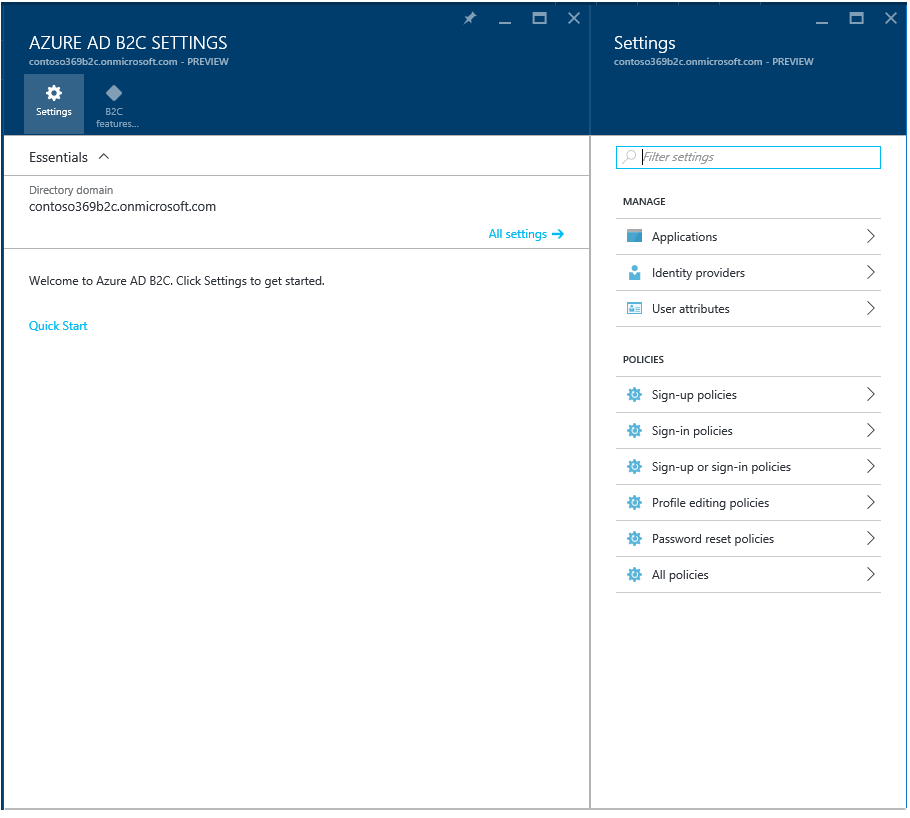 AZURE AD B2C SETTINGS
contoso369b2c.onmicrosoft.com - PREVIEW
Settings
B2C
features...
Essentials
Directory domain
contoso369b2c.onmicrosoft.com
All settings
Welcome to Azure AD B2C. Click Settings to get started.
Quick Start
Settings
contoso369b2c.onmicrosoft.com - PREVIEW
Filter settings
MANAGE
Applications
Identity providers
User attributes
POLICIES
Sign-up policies
Sign-in policies
Sign-up or sign-in policies
Profile editing policies
Password reset policies
All policies